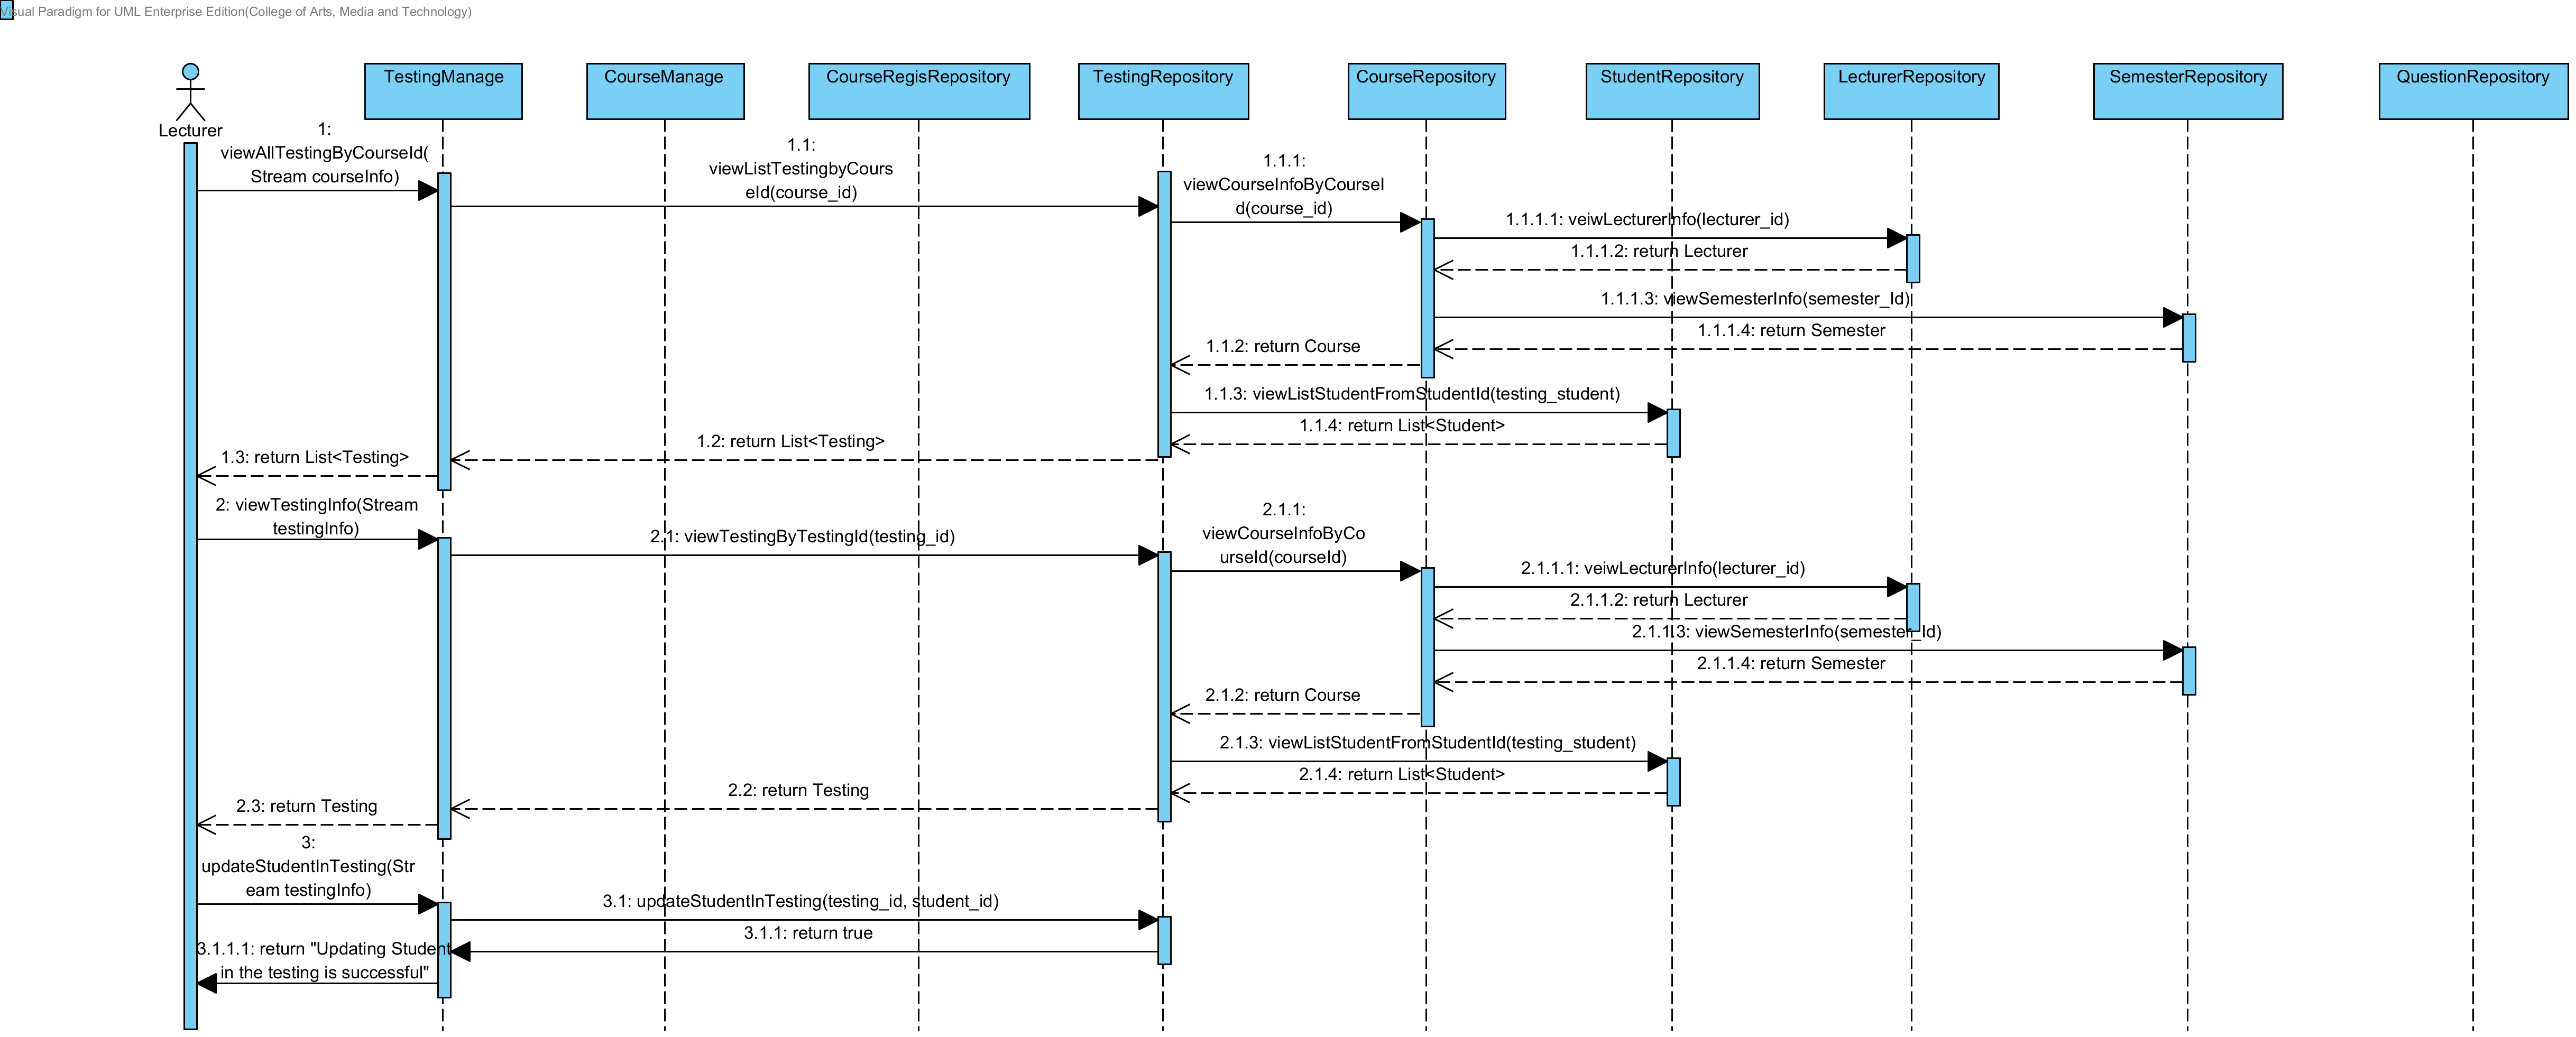 Visual Paradigm for UML Enterprise Edition(College of Arts, Media and Technology)
Lecturer
TestingManage
CourseManage
CourseRegisRepository
TestingRepository
CourseRepository
StudentRepository
LecturerRepository
SemesterRepository
QuestionRepository
1:
viewAllTestingByCourseId(
Stream courseInfo)
1.1:
viewListTestingbyCours
eId(course_id)
1.1.1:
viewCourseInfoByCourseI
d(course_id)
1.1.1.1: veiwLecturerInfo(lecturer_id)
1.1.1.2: return Lecturer
1.1.1.3: viewSemesterInfo(semester_Id)
1.1.1.4: return Semester
1.1.2: return Course
1.1.3: viewListStudentFromStudentId(testing_student)
1.1.4: return List<Student>
1.2: return List<Testing>
1.3: return List<Testing>
2: viewTestingInfo(Stream
testingInfo)
2.1: viewTestingByTestingId(testing_id)
2.1.1:
viewCourseInfoByCo
urseId(courseId)
2.1.1.1: veiwLecturerInfo(lecturer_id)
2.1.1.2: return Lecturer
2.1.1.3: viewSemesterInfo(semester_Id)
2.1.1.4: return Semester
2.1.2: return Course
2.1.3: viewListStudentFromStudentId(testing_student)
2.1.4: return List<Student>
2.2: return Testing
2.3: return Testing
3:
updateStudentInTesting(Str
eam testingInfo)
3.1: updateStudentInTesting(testing_id, student_id)
3.1.1: return true
3.1.1.1: return "Updating Student
in the testing is successful"